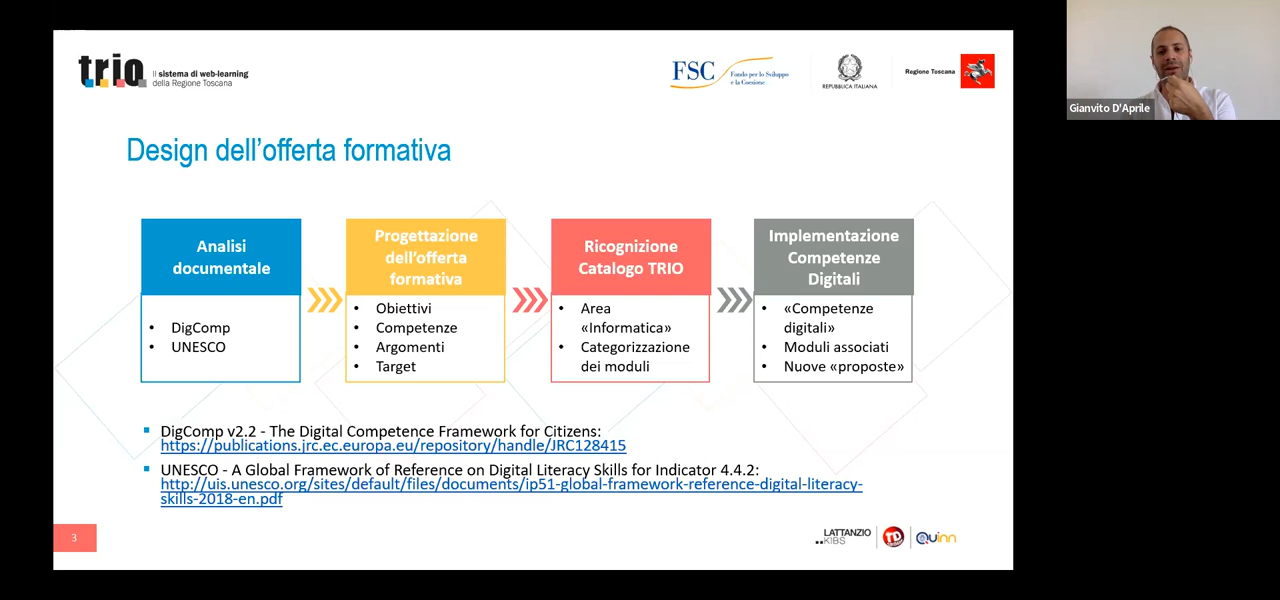 trio
Il sistema di web-learning
della Regione Toscana
FSC
Fondo per lo Sviluppo
e la Coesione
REPUBBLICA ITALIANA
Regione Toscana
Gianvito D'Aprile
Design dell'offerta formativa
Analisi
documentale
• DigComp
• UNESCO
Progettazione
dell'offerta
formativa
• Obiettivi
• Competenze
• Argomenti
• Target
Ricognizione
Catalogo TRIO
• Area
«Informatica»
• Categorizzazione
dei moduli
Implementazione
Competenze
Digitali
• «Competenze
digitali»
• Moduli associati
• Nuove «proposte»
DigComp v2.2 - The Digital Competence Framework for Citizens:
https://publications.jrc.ec.europa.eu/repository/handle/JRC128415
UNESCO - A Global Framework of Reference on Digital Literacy Skills for Indicator 4.4.2:
http://uis.unesco.org/sites/default/files/documents/ip51-global-framework-reference-digital-literacy-
skills-2018-en.pdf
3
LATTANZIO
KIBS
TD
QUinn